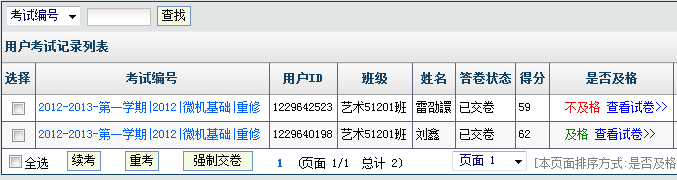 考试编号 查找
用户考试记录列表
选择 考试编号 用户ID 班级 姓名 答卷状态 得分 是否及格
2012-2013-第一学期|2012|微机基础|重修 1229642523 艺术51201班 已交卷 59 不及格 查看试卷>>
2012-2013-第一学期|2012|微机基础|重修 1229640198 艺术51201班 刘鑫 已交卷 62 及格 查看试卷>>
全选 续考 重考 强制交卷 1 (页面 1/1 总计 2) 页面 1 [本页面排序方式:是否及格